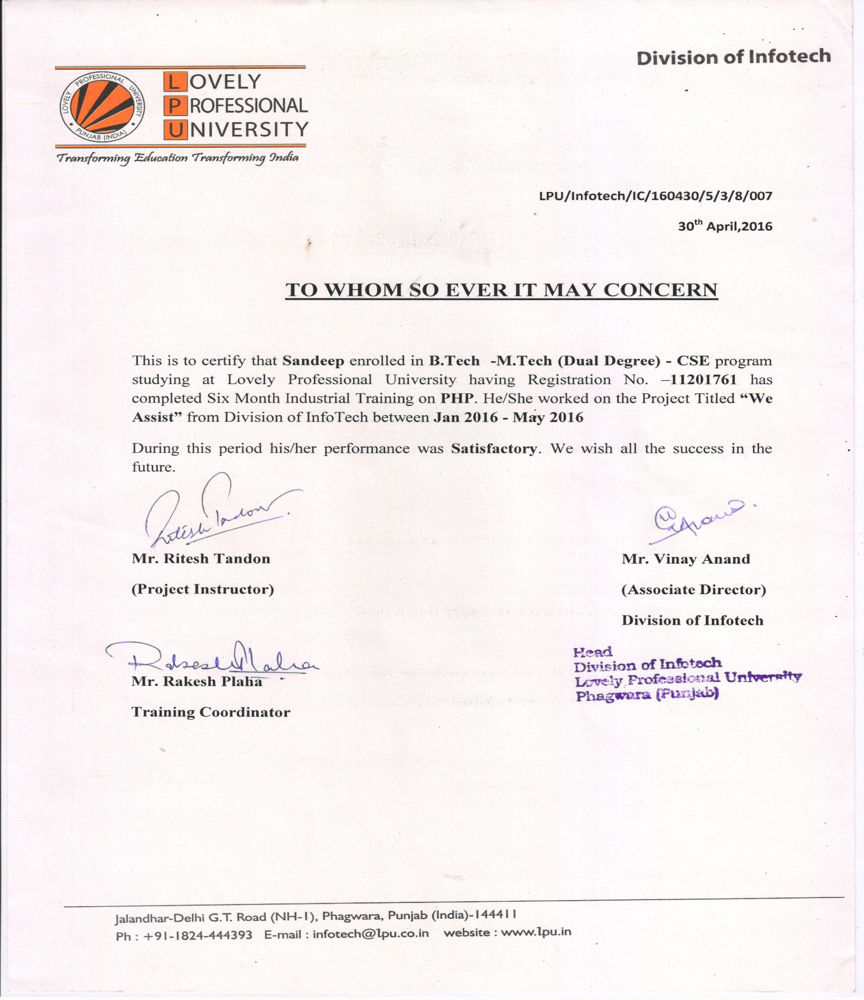 Division of Infotech
LOVELY PROFESSIONAL UNIVERSITY
PUNJAB (INDIA)
LOVELY
PROFESSIONAL
UNIVERSITY
Transforming Education Transforming India
LPU/Infotech/IC/160430/5/3/8/007
30th April,2016
TO WHOM SO EVER IT MAY CONCERN
This is to certify that Sandeep enrolled in B.Tech -M.Tech (Dual Degree) - CSE program
studying at Lovely Professional University having Registration No. –11201761 has
completed Six Month Industrial Training on PHP. He/She worked on the Project Titled “We
Assist” from Division of InfoTech between Jan 2016 - May 2016
During this period his/her performance was Satisfactory. We wish all the success in the
future.
Ritesh Tandon
Mr. Ritesh Tandon
(Project Instructor)
Mr. Vinay Anand
(Associate Director)
Division of Infotech
Mr. Rakesh Plaha
Training Coordinator
Head
Division of Infotech
Lovely Professional University
Phagwara (Punjab)
Jalandhar-Delhi G.T. Road (NH-1), Phagwara, Punjab (India)-144411
Ph : +91-1824-444393 E-mail : infotech@lpu.co.in website : www.lpu.in